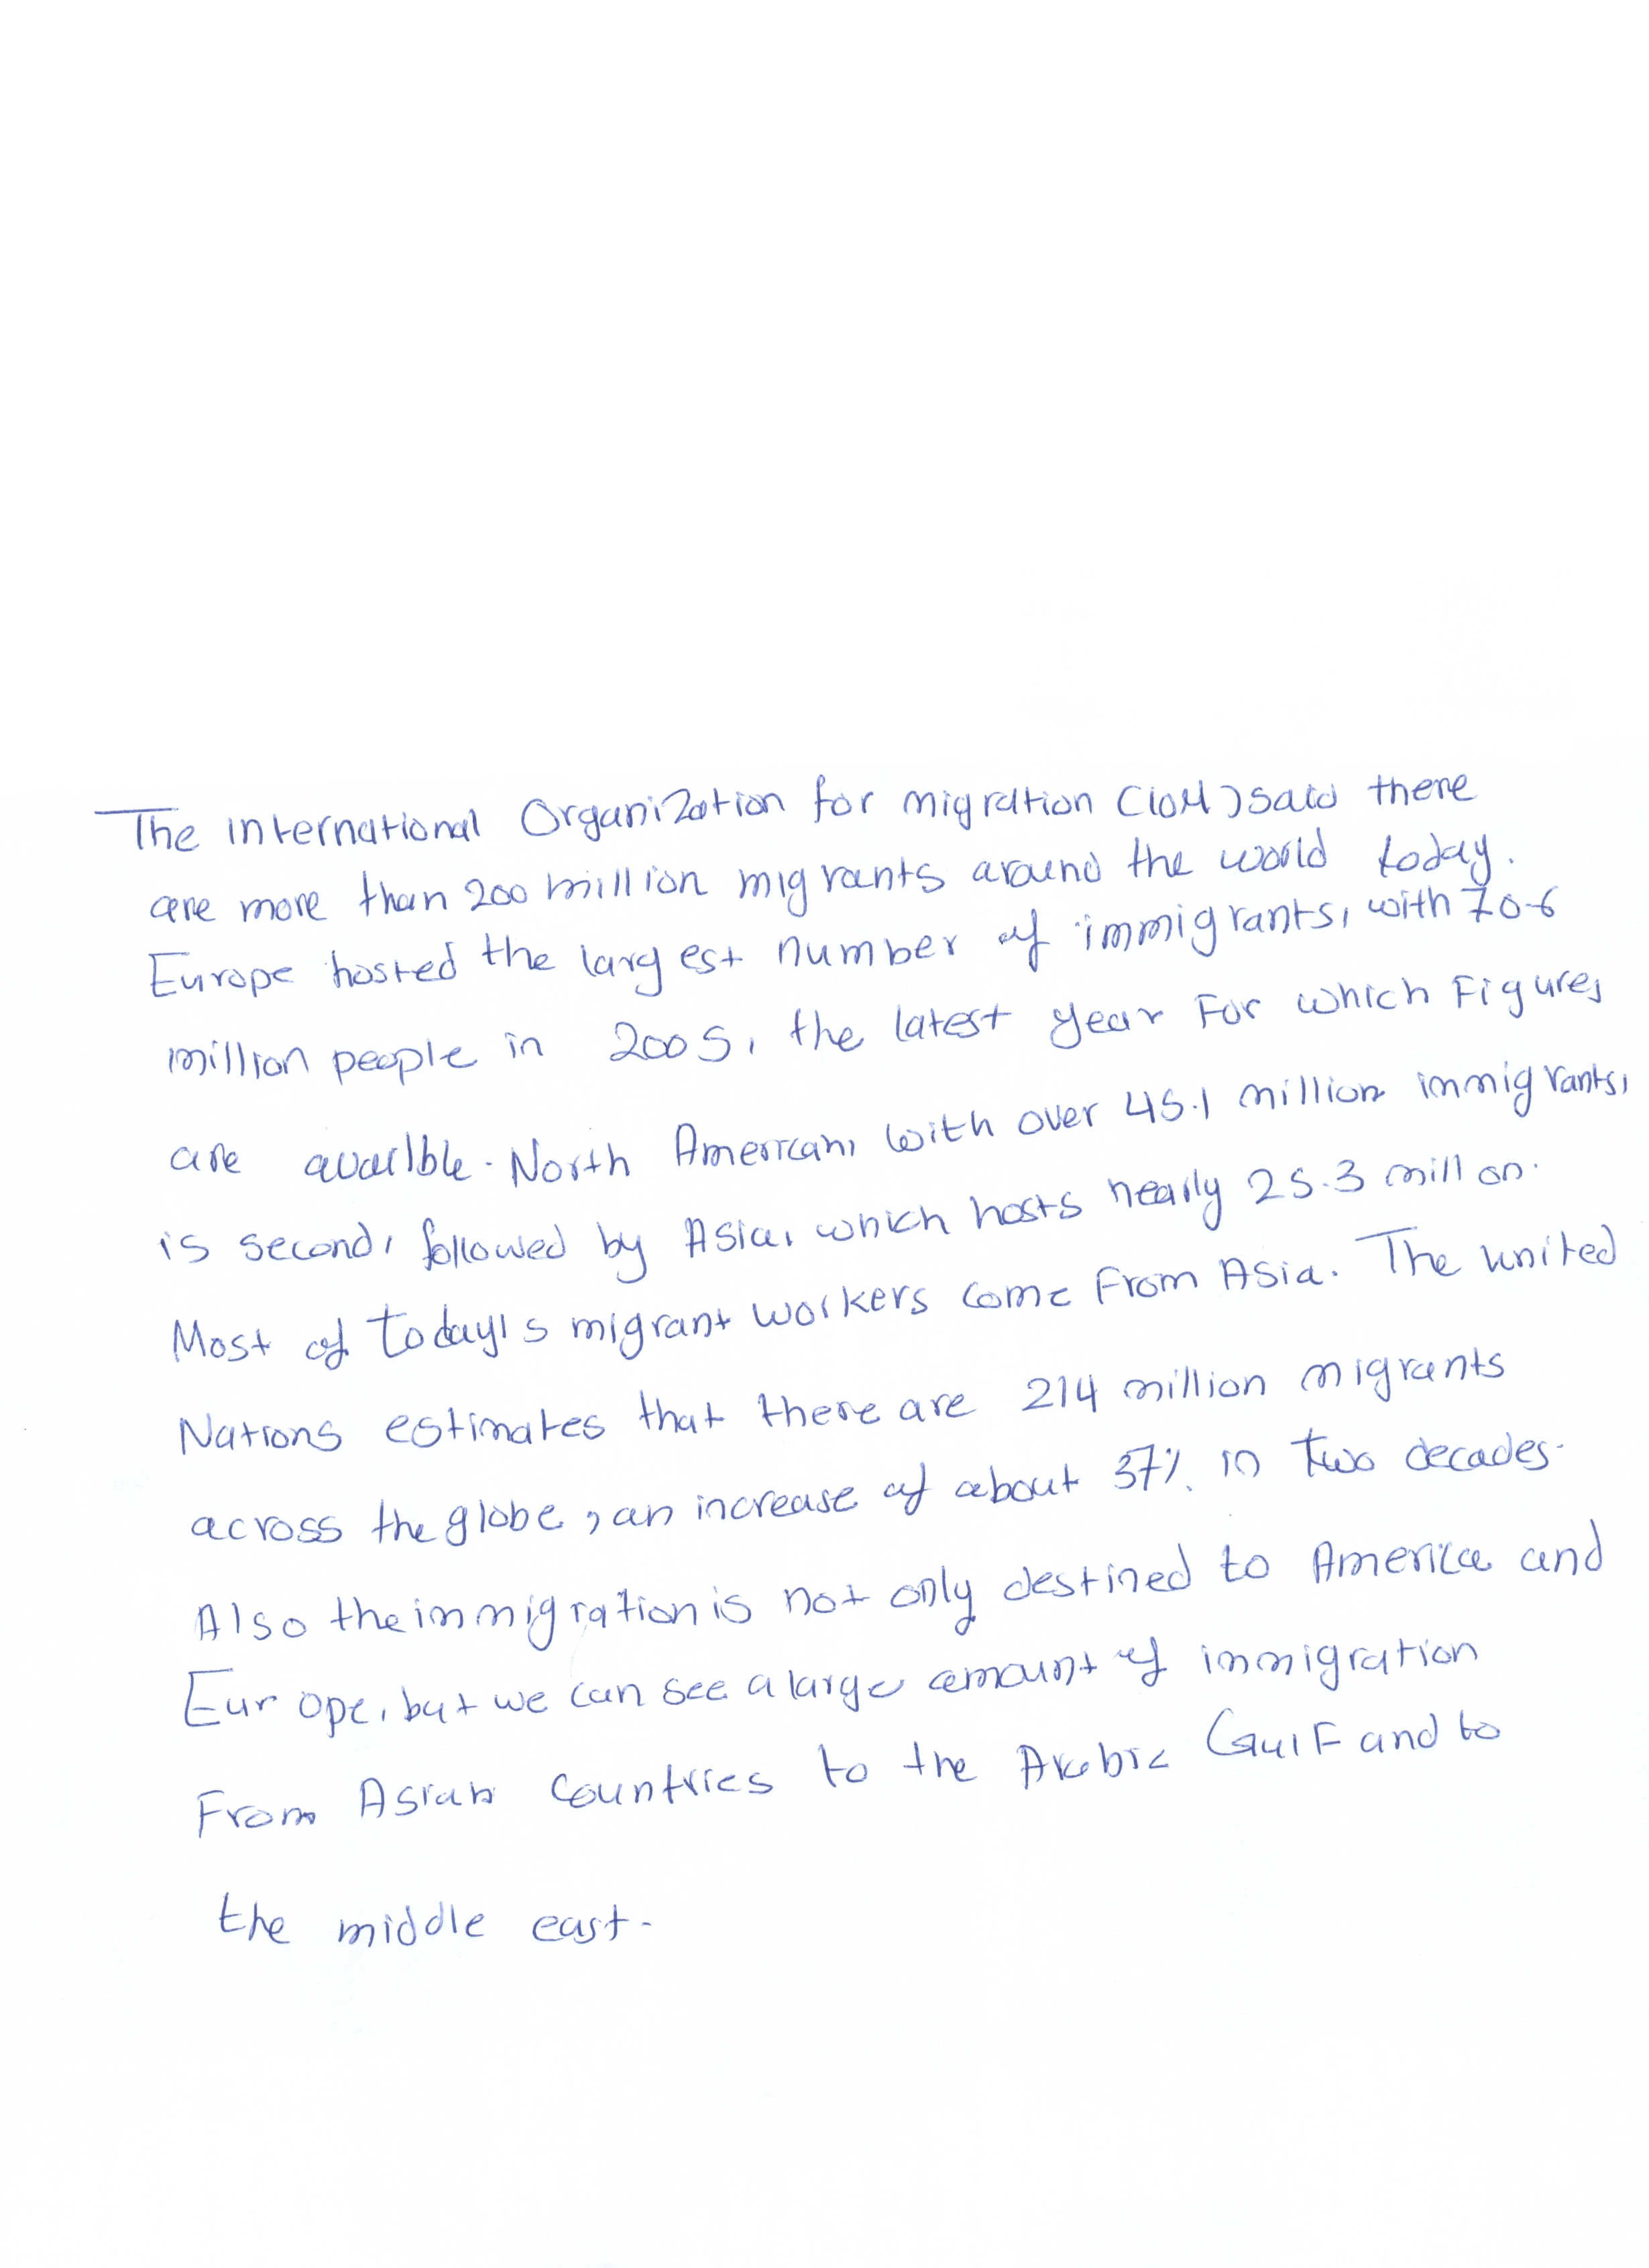 The international Organization for migration (IOM) said there
are more than 200 million migrants around the world today.
Europe hosted the largest number of immigrants, with 70.6
million people in 2005, the latest year For which Figures
are availble. North American, with over 45.1 million immigrants,
is second, followed by Asia, which hosts nearly 25.3 millon.
Most of today's migrant workers come From Asia. The united
Nations estimates that there are 214 million migrants
across the globe, an increase of about 37% in two decades.
Also the immigration is not only destined to America and
Europe, but we can see a large amount of immigration
From Asian Countries to the Arabic Gulf and to
the middle east.